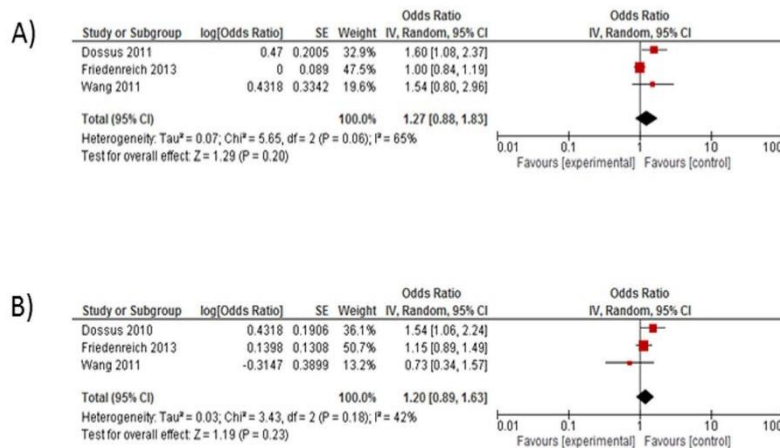 A)
Odds Ratio Odds Ratio
Study or Subgroup log[Odds Ratio] SE Weight IV, Random, 95% CI IV, Random, 95% CI
Dossus 2011 0.47 0.2005 32.9% 1.60 [1.08, 2.37]
Friedenreich 2013 0 0.089 47.5% 1.00 [0.84, 1.19]
Wang 2011 0.4318 0.3342 19.6% 1.54 [0.80, 2.96]
Total (95% CI) 100.0% 1.27 [0.88, 1.83]
Heterogeneity: Tau² = 0.07; Chi² = 5.65, df = 2 (P = 0.06); I² = 65%
Test for overall effect: Z = 1.29 (P = 0.20)
0.01 0.1 1 10 100
Favours [experimental] Favours [control]
B)
Odds Ratio Odds Ratio
Study or Subgroup log[Odds Ratio] SE Weight IV, Random, 95% CI IV, Random, 95% CI
Dossus 2010 0.4318 0.1906 36.1% 1.54 [1.06, 2.24]
Friedenreich 2013 0.1398 0.1308 50.7% 1.15 [0.89, 1.49]
Wang 2011 -0.3147 0.3899 13.2% 0.73 [0.34, 1.57]
Total (95% CI) 100.0% 1.20 [0.89, 1.63]
Heterogeneity: Tau² = 0.03; Chi² = 3.43, df = 2 (P = 0.18); I² = 42%
Test for overall effect: Z = 1.19 (P = 0.23)
0.01 0.1 1 10 100
Favours [experimental] Favours [control]